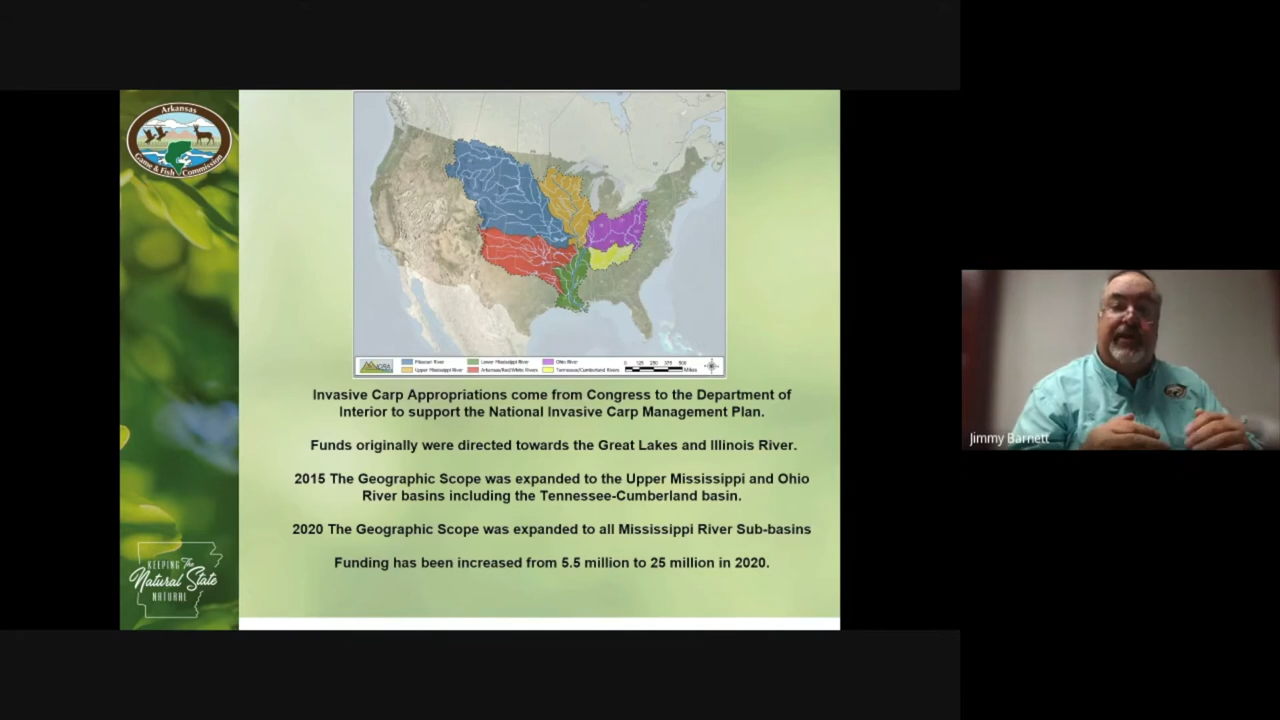 Arkansas
Game & Fish Commission
Missouri River
Lower Mississippi River
Ohio River
Upper Mississippi River
Arkansas/Red/White Rivers
Tennessee/Cumberland Rivers
Miles
Invasive Carp Appropriations come from Congress to the Department of
Interior to support the National Invasive Carp Management Plan.
Funds originally were directed towards the Great Lakes and Illinois River.
2015 The Geographic Scope was expanded to the Upper Mississippi and Ohio
River basins including the Tennessee-Cumberland basin.
2020 The Geographic Scope was expanded to all Mississippi River Sub-basins
Funding has been increased from 5.5 million to 25 million in 2020.
KEEPING The
Natural State
NATURAL
Jimmy Barnett